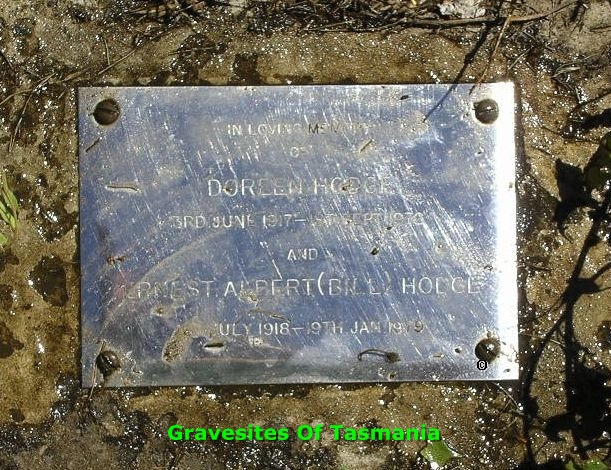 IN LOVING
OF
DOREEN HODGE
3RD JUNE 1917 –
AND
ERNEST ALBERT (BILL) HODGE
JULY 1918 – 19TH JAN 1979
©
Gravesites Of Tasmania